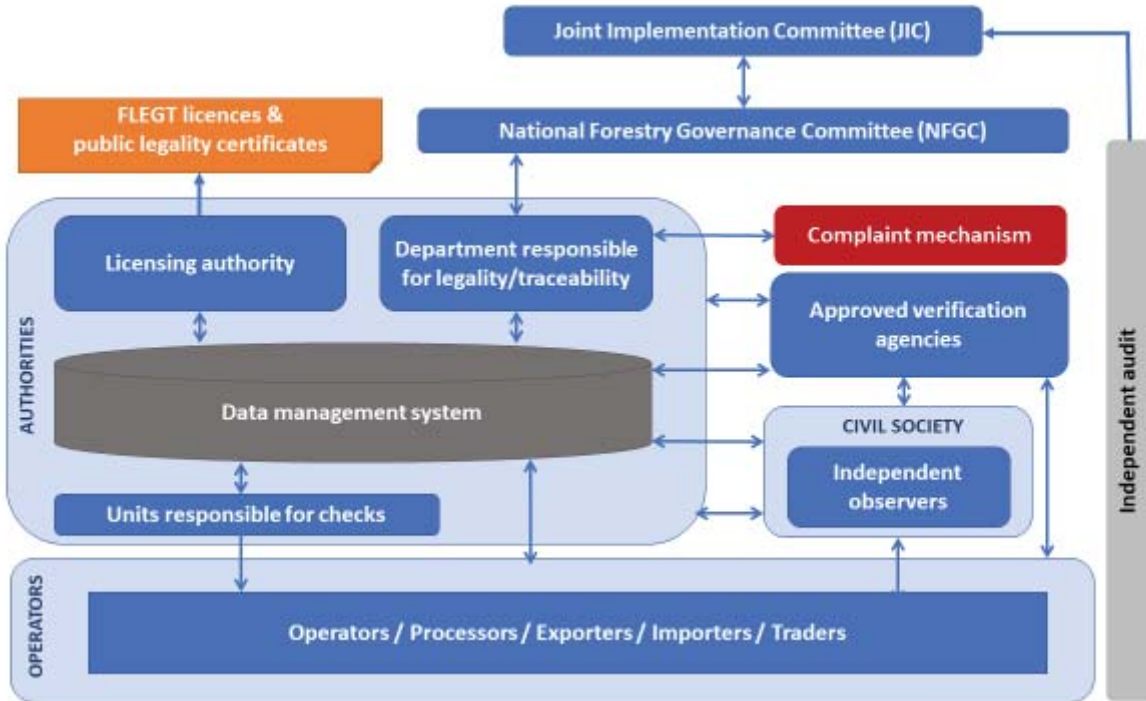 Joint Implementation Committee (JIC)
FLEGT licences &
public legality certificates
National Forestry Governance Committee (NFGC)
Licensing authority
Department responsible
for legality/traceability
Complaint mechanism
Approved verification
agencies
AUTHORITIES
Data management system
CIVIL SOCIETY
Independent
observers
Units responsible for checks
Independent audit
OPERATORS
Operators / Processors / Exporters / Importers / Traders